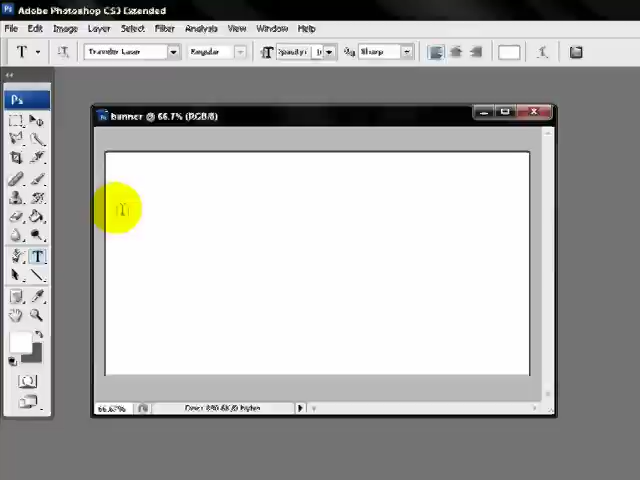 Adobe Photoshop CS3 Extended
File Edit Image Layer Select Filter Analysis View Window Help
T Regular Sharp
Ps
banner @ 66.7% (RGB/8)
T
66.67%